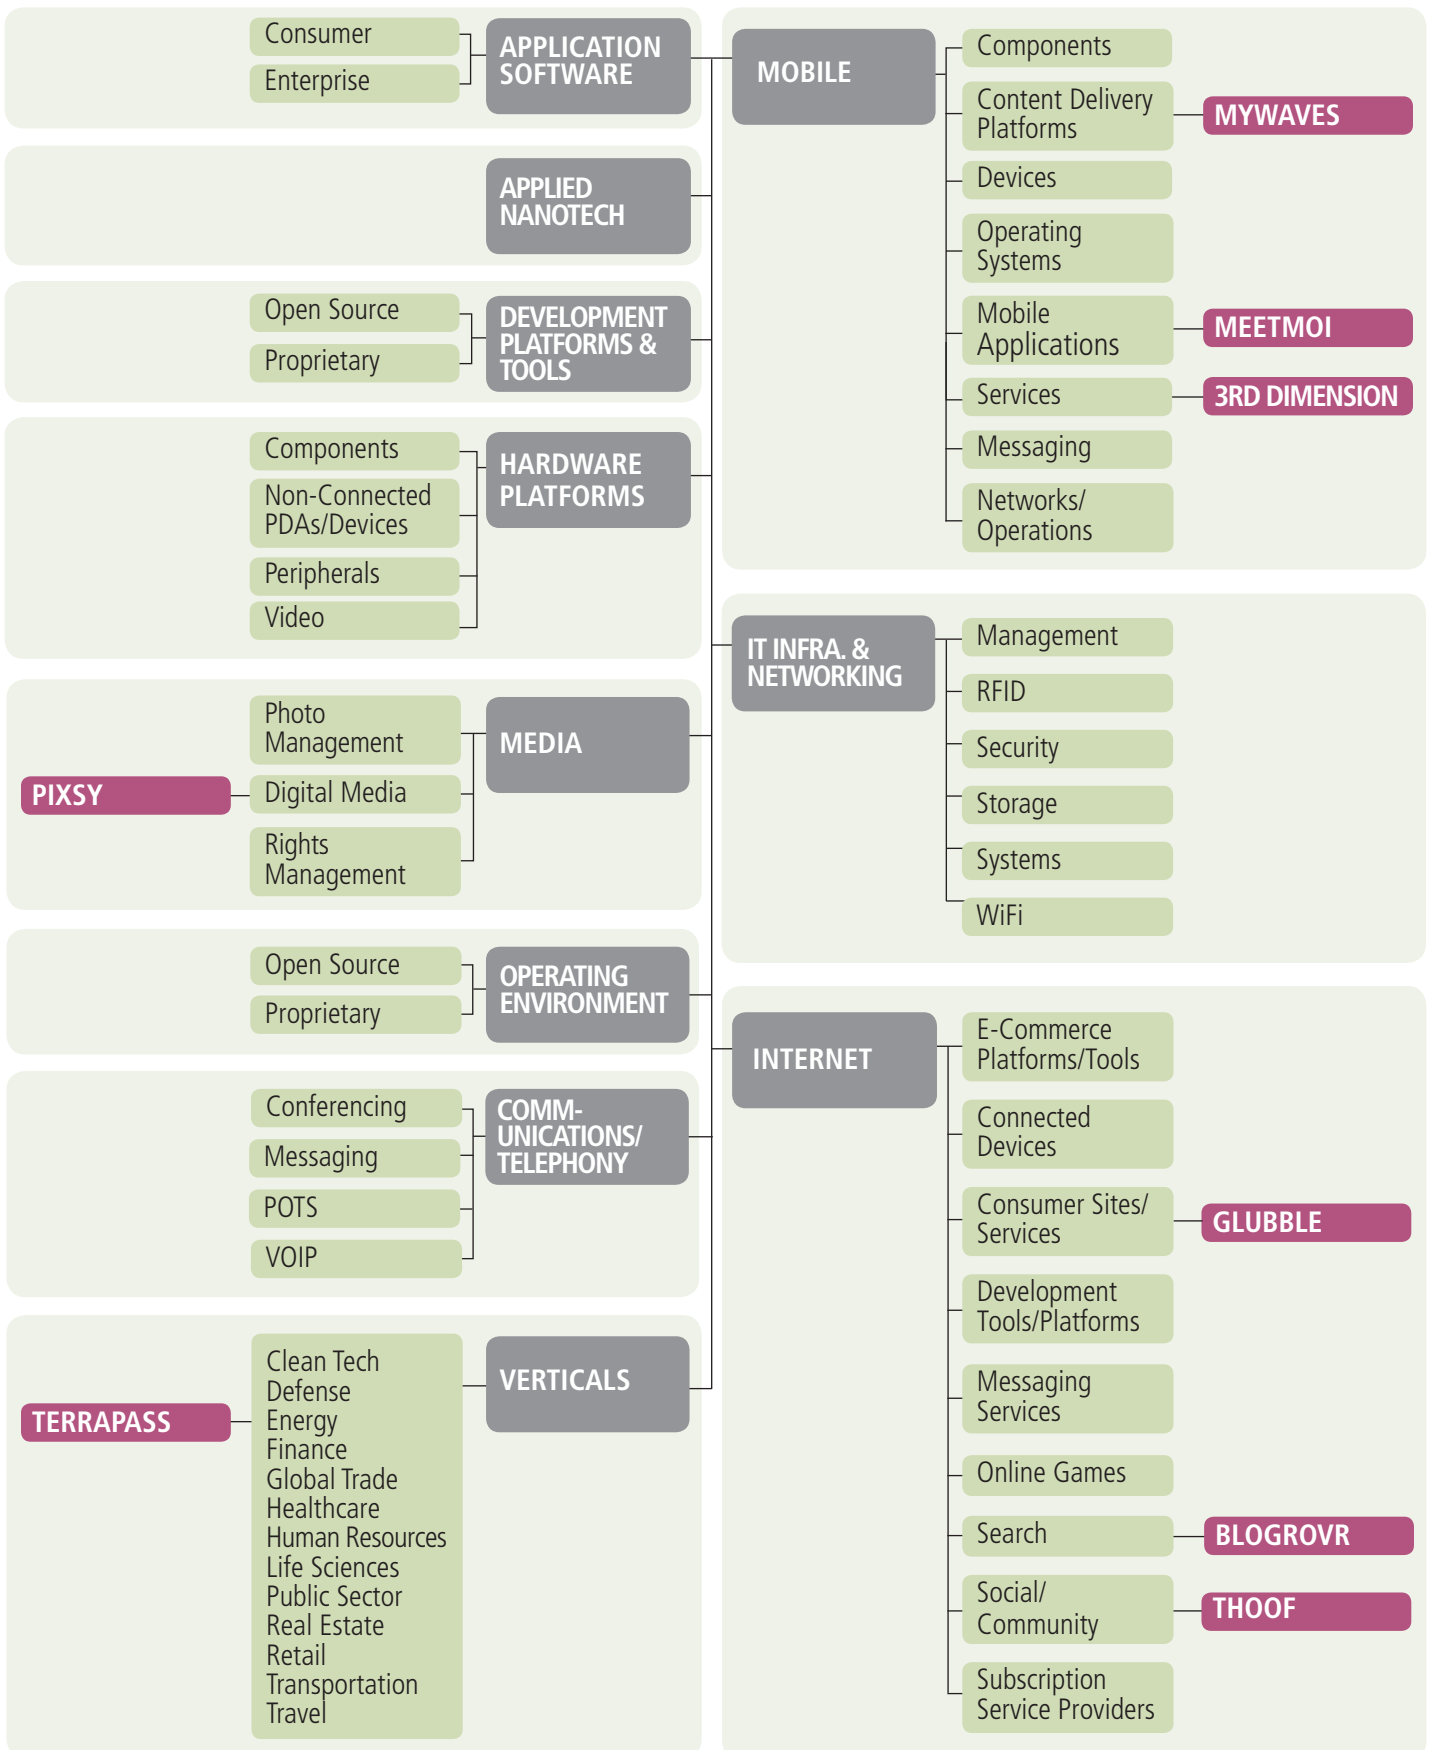 Consumer
Enterprise
APPLICATION
SOFTWARE
APPLIED
NANOTECH
Open Source
Proprietary
DEVELOPMENT
PLATFORMS &
TOOLS
Components
Non-Connected
PDAs/Devices
Peripherals
Video
HARDWARE
PLATFORMS
Photo
Management
PIXSY
Digital Media
Rights
Management
MEDIA
Open Source
Proprietary
OPERATING
ENVIRONMENT
Conferencing
Messaging
POTS
VOIP
COMM-
UNICATIONS/
TELEPHONY
TERRAPASS
Clean Tech
Defense
Energy
Finance
Global Trade
Healthcare
Human Resources
Life Sciences
Public Sector
Real Estate
Retail
Transportation
Travel
VERTICALS
MOBILE
Components
Content Delivery
Platforms
MYWAVES
Devices
Operating
Systems
Mobile
Applications
MEETMOI
Services
3RD DIMENSION
Messaging
Networks/
Operations
IT INFRA. &
NETWORKING
Management
RFID
Security
Storage
Systems
WiFi
INTERNET
E-Commerce
Platforms/Tools
Connected
Devices
Consumer Sites/
Services
GLUBBLE
Development
Tools/Platforms
Messaging
Services
Online Games
Search
BLOGROVR
Social/
Community
THOOF
Subscription
Service Providers